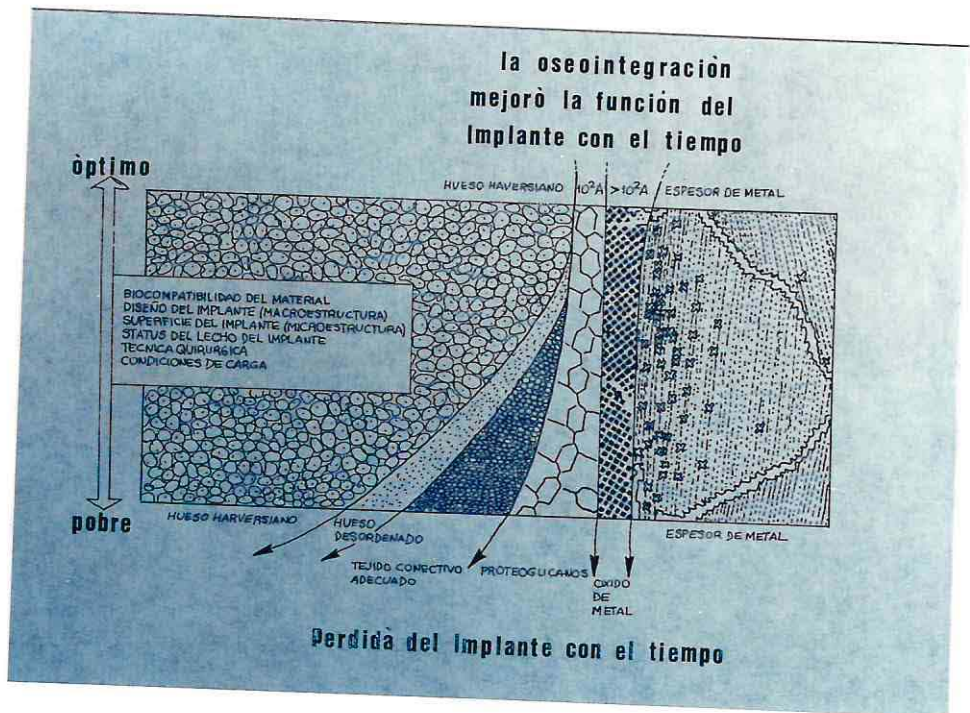 la oseointegraciòn
mejorò la función del
Implante con el tiempo
òptimo
HUESO HAVERSIANO
10²A
>10²A
ESPESOR DE METAL
BIOCOMPATIBILIDAD DEL MATERIAL
DISEÑO DEL IMPLANTE (MACROESTRUCTURA)
SUPERFICIE DEL IMPLANTE (MICROESTRUCTURA)
STATUS DEL LECHO DEL IMPLANTE
TECNICA QUIRURGICA
CONDICIONES DE CARGA
pobre
HUESO HARVERSIANO
HUESO
DESORDENADO
TEJIDO CONECTIVO
ADECUADO
PROTEOGLICANOS
OXIDO
DE
METAL
ESPESOR DE METAL
Perdidà del Implante con el tiempo